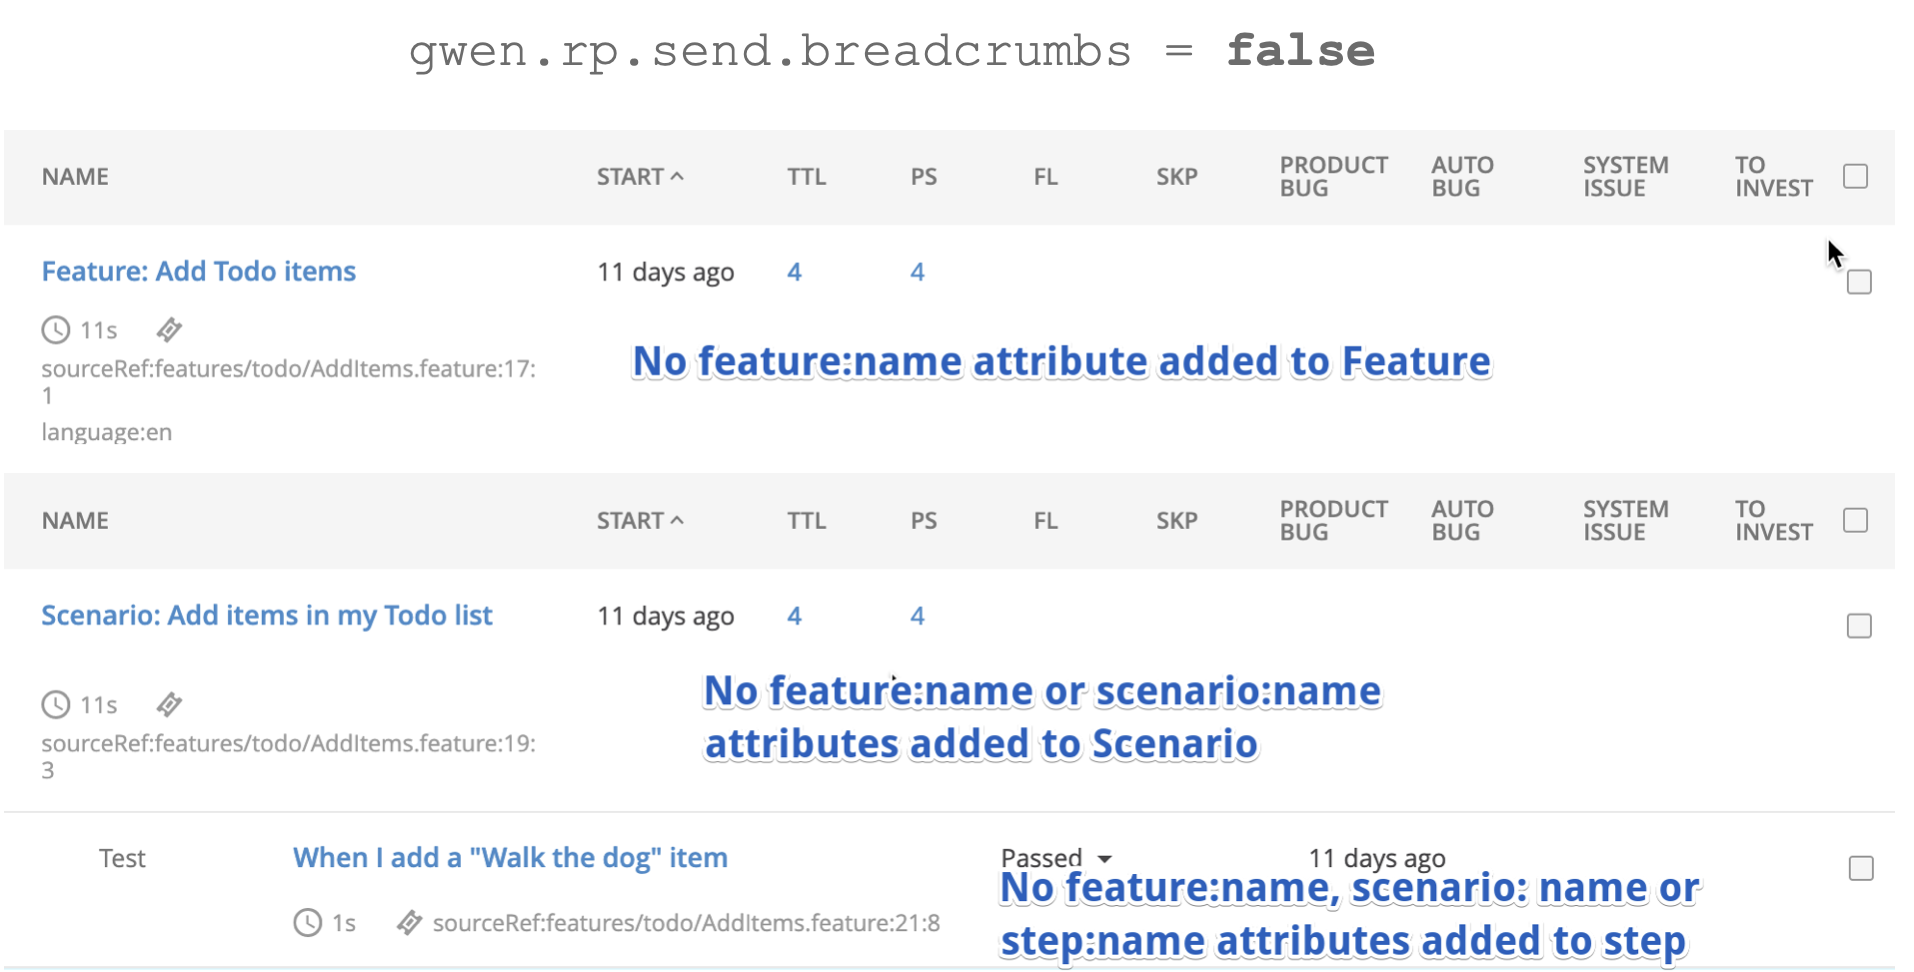 gwen.rp.send.breadcrumbs = false
NAME START TTL PS FL SKP PRODUCT BUG AUTO BUG SYSTEM ISSUE TO INVEST
Feature: Add Todo items 11 days ago 4 4
11s
sourceRef:features/todo/AddItems.feature:17:
1
language:en
No feature:name attribute added to Feature
NAME START TTL PS FL SKP PRODUCT BUG AUTO BUG SYSTEM ISSUE TO INVEST
Scenario: Add items in my Todo list 11 days ago 4 4
11s
sourceRef:features/todo/AddItems.feature:19:
3
No feature:name or scenario:name
attributes added to Scenario
Test When I add a "Walk the dog" item Passed 11 days ago
1s sourceRef:features/todo/AddItems.feature:21:8
No feature:name, scenario: name or
step:name attributes added to step